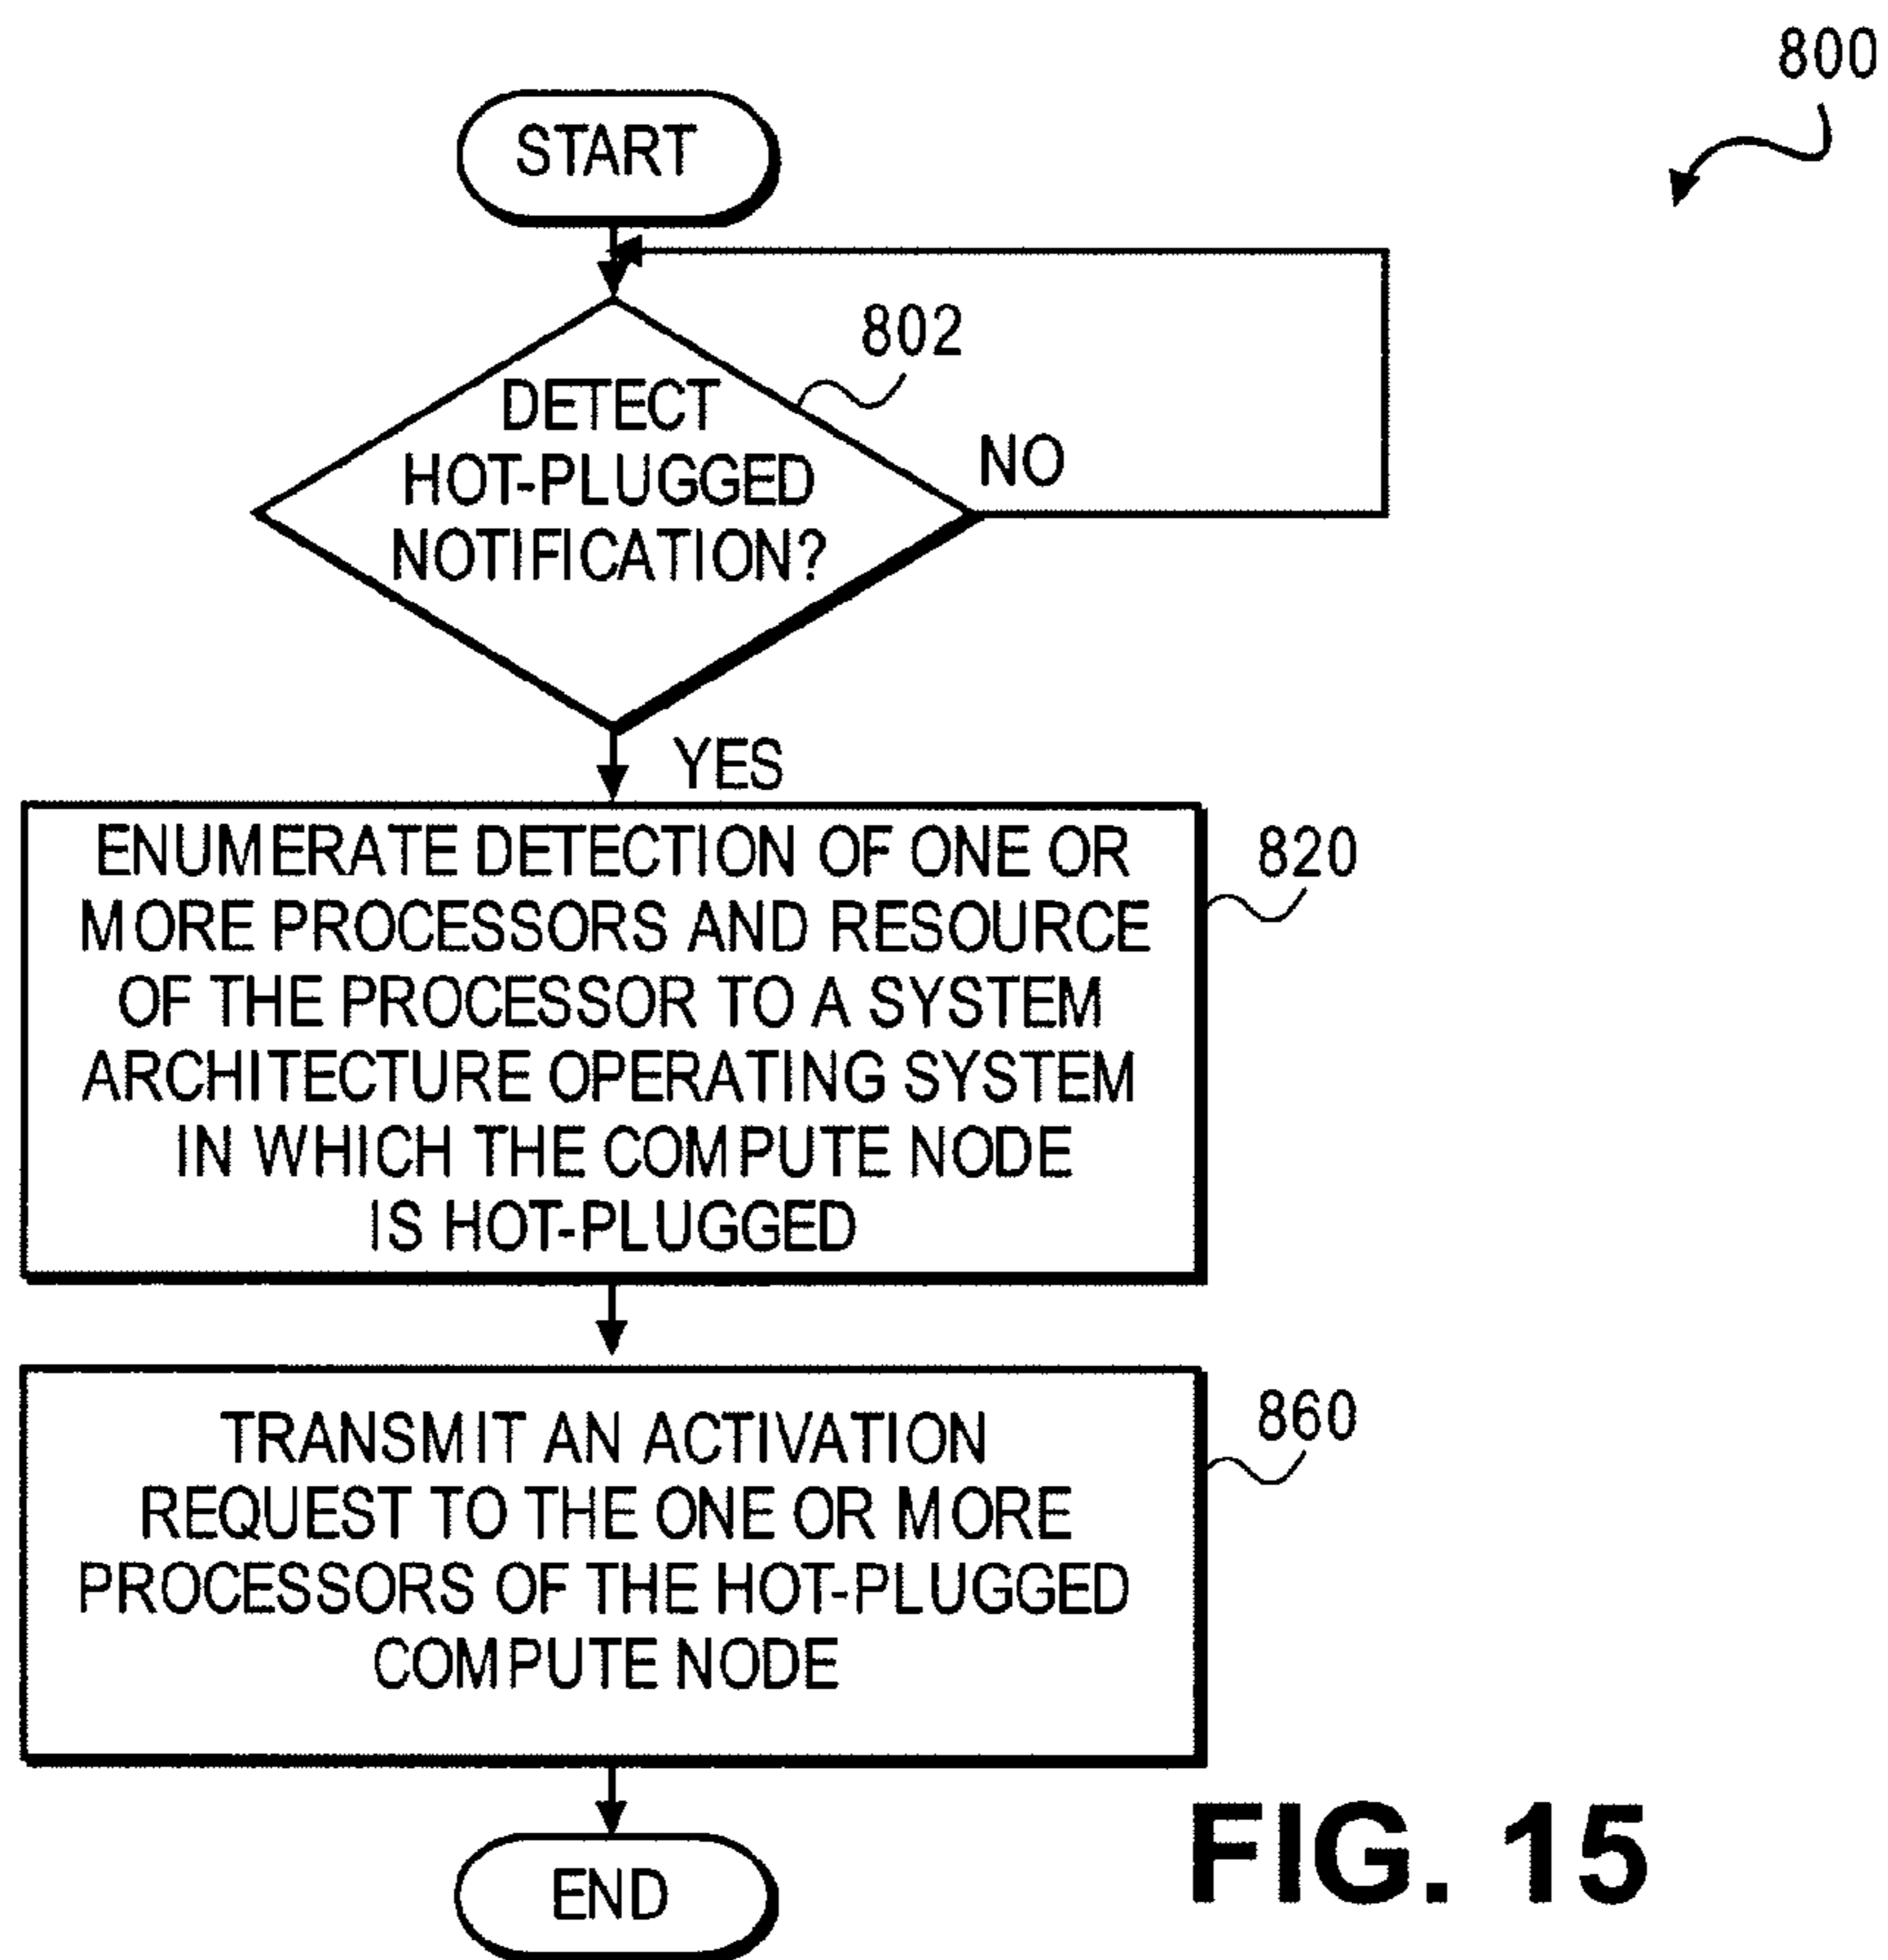 800
START
802
DETECT
HOT-PLUGGED
NOTIFICATION?
NO
YES
ENUMERATE DETECTION OF ONE OR
MORE PROCESSORS AND RESOURCE
OF THE PROCESSOR TO A SYSTEM
ARCHITECTURE OPERATING SYSTEM
IN WHICH THE COMPUTE NODE
IS HOT-PLUGGED
820
TRANSMIT AN ACTIVATION
REQUEST TO THE ONE OR MORE
PROCESSORS OF THE HOT-PLUGGED
COMPUTE NODE
860
END
FIG. 15